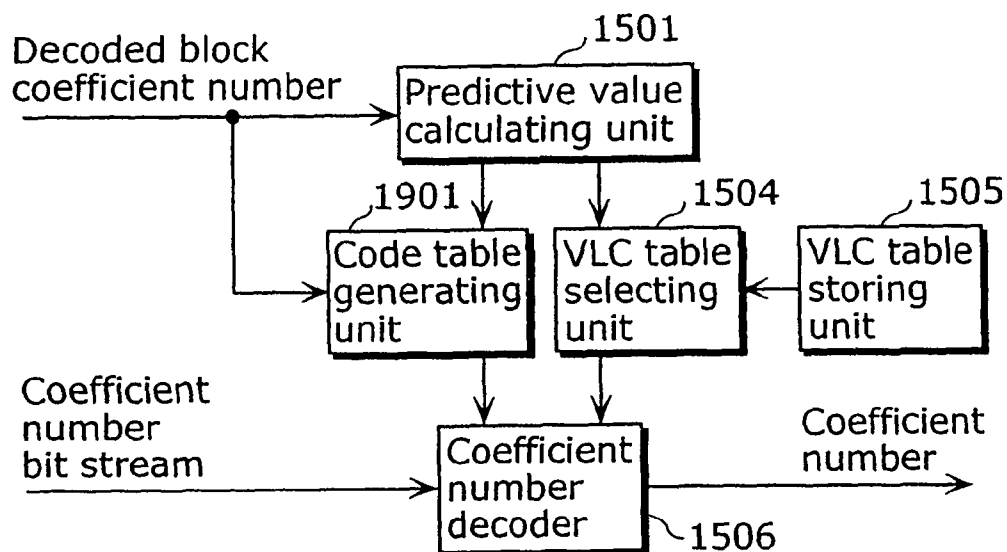 1501
Decoded block
coefficient number
Predictive value
calculating unit
1901
1504
1505
Code table
generating
unit
VLC table
selecting
unit
VLC table
storing
unit
Coefficient
number
bit stream
Coefficient
number
decoder
Coefficient
number
1506